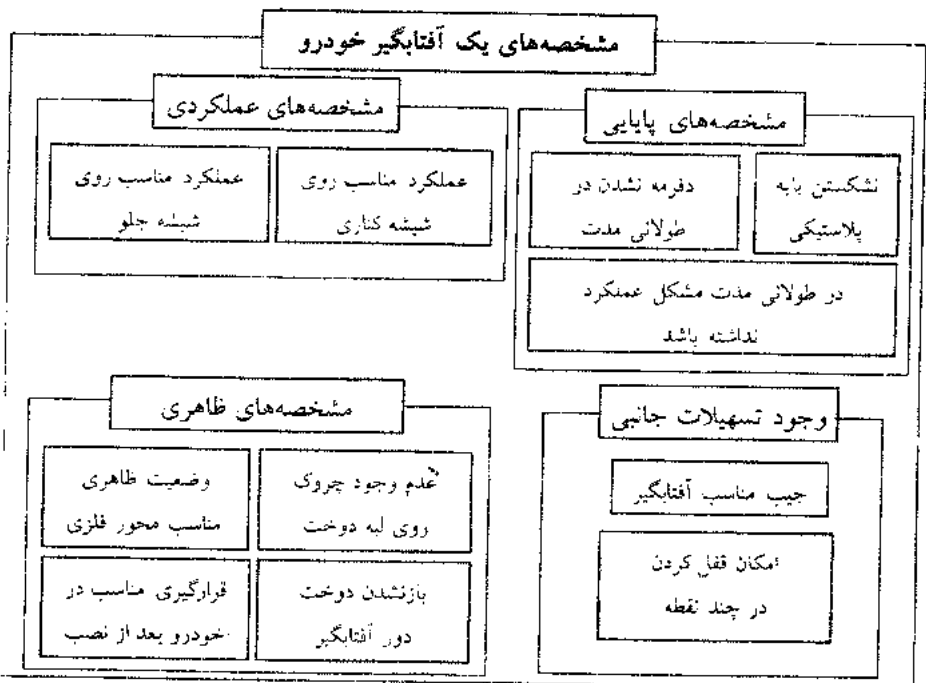 مشخصه‌های یک آفتابگیر خودرو
مشخصه‌های پایایی
نشکستن پایه
پلاستیکی
دفرمه نشدن در
طولانی مدت
در طولانی مدت مشکل عملکرد
نداشته باشد
مشخصه‌های عملکردی
عملکرد مناسب روی
شیشه کناری
عملکرد مناسب روی
شیشه جلو
وجود تسهیلات جانبی
جیب مناسب آفتابگیر
امکان قفل کردن
در چند نقطه
مشخصه‌های ظاهری
عدم وجود چروک
روی لبه دوخت
وضعیت ظاهری
مناسب محور فلزی
بازنشدن دوخت
دور آفتابگیر
قرارگیری مناسب در
خودرو بعد از نصب